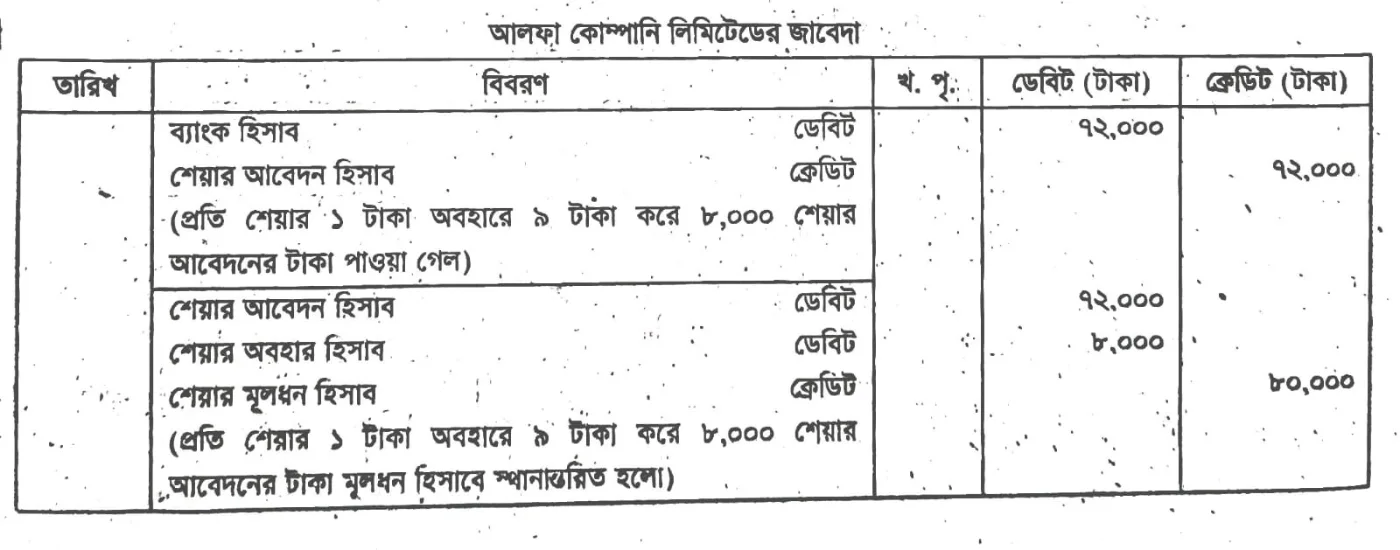 আলফা কোম্পানি লিমিটেডের জাবেদা
তারিখ বিবরণ খ. পৃ. ডেবিট (টাকা) ক্রেডিট (টাকা)
ব্যাংক হিসাব ডেবিট ৭২,০০০
শেয়ার আবেদন হিসাব ক্রেডিট ৭২,০০০
(প্রতি শেয়ার ১ টাকা অবহারে ৯ টাকা করে ৮,০০০ শেয়ার
আবেদনের টাকা পাওয়া গেল)
শেয়ার আবেদন হিসাব ডেবিট ৭২,০০০
শেয়ার অবহার হিসাব ডেবিট ৮,০০০
শেয়ার মূলধন হিসাব ক্রেডিট ৮০,০০০
(প্রতি শেয়ার ১ টাকা অবহারে ৯ টাকা করে ৮,০০০ শেয়ার
আবেদনের টাকা মূলধন হিসাবে স্থানান্তরিত হলো)